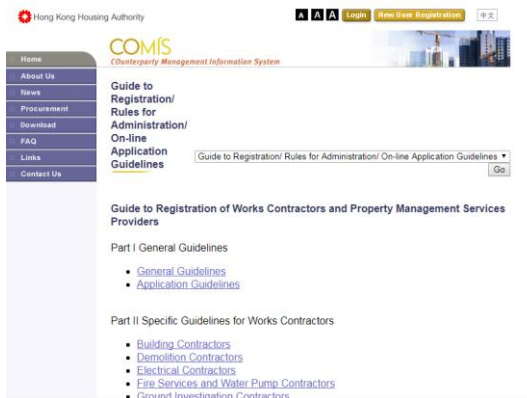 Hong Kong Housing Authority
A A A Login New User Registration 中文
COMIS
COunterparty Management Information System
Home
About Us
News
Procurement
Download
FAQ
Links
Contact Us
Guide to
Registration/
Rules for
Administration/
On-line
Application
Guidelines
Guide to Registration/ Rules for Administration/ On-line Application Guidelines
Go
Guide to Registration of Works Contractors and Property Management Services
Providers
Part I General Guidelines
General Guidelines
Application Guidelines
Part II Specific Guidelines for Works Contractors
Building Contractors
Demolition Contractors
Electrical Contractors
Fire Services and Water Pump Contractors
Ground Investigation Contractors